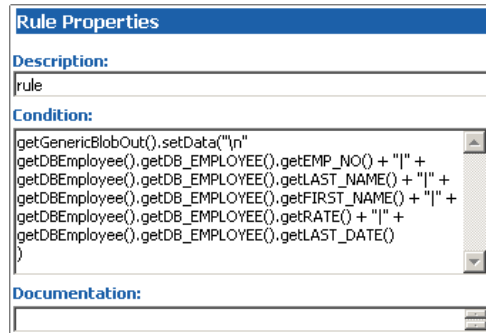 Rule Properties
Description:
rule
Condition:
getGenericBlobOut().setData("\n"
getDBEmployee().getDB_EMPLOYEE().getEMP_NO() + "|" +
getDBEmployee().getDB_EMPLOYEE().getLAST_NAME() + "|" +
getDBEmployee().getDB_EMPLOYEE().getFIRST_NAME() + "|" +
getDBEmployee().getDB_EMPLOYEE().getRATE() + "|" +
getDBEmployee().getDB_EMPLOYEE().getLAST_DATE()
)
Documentation: